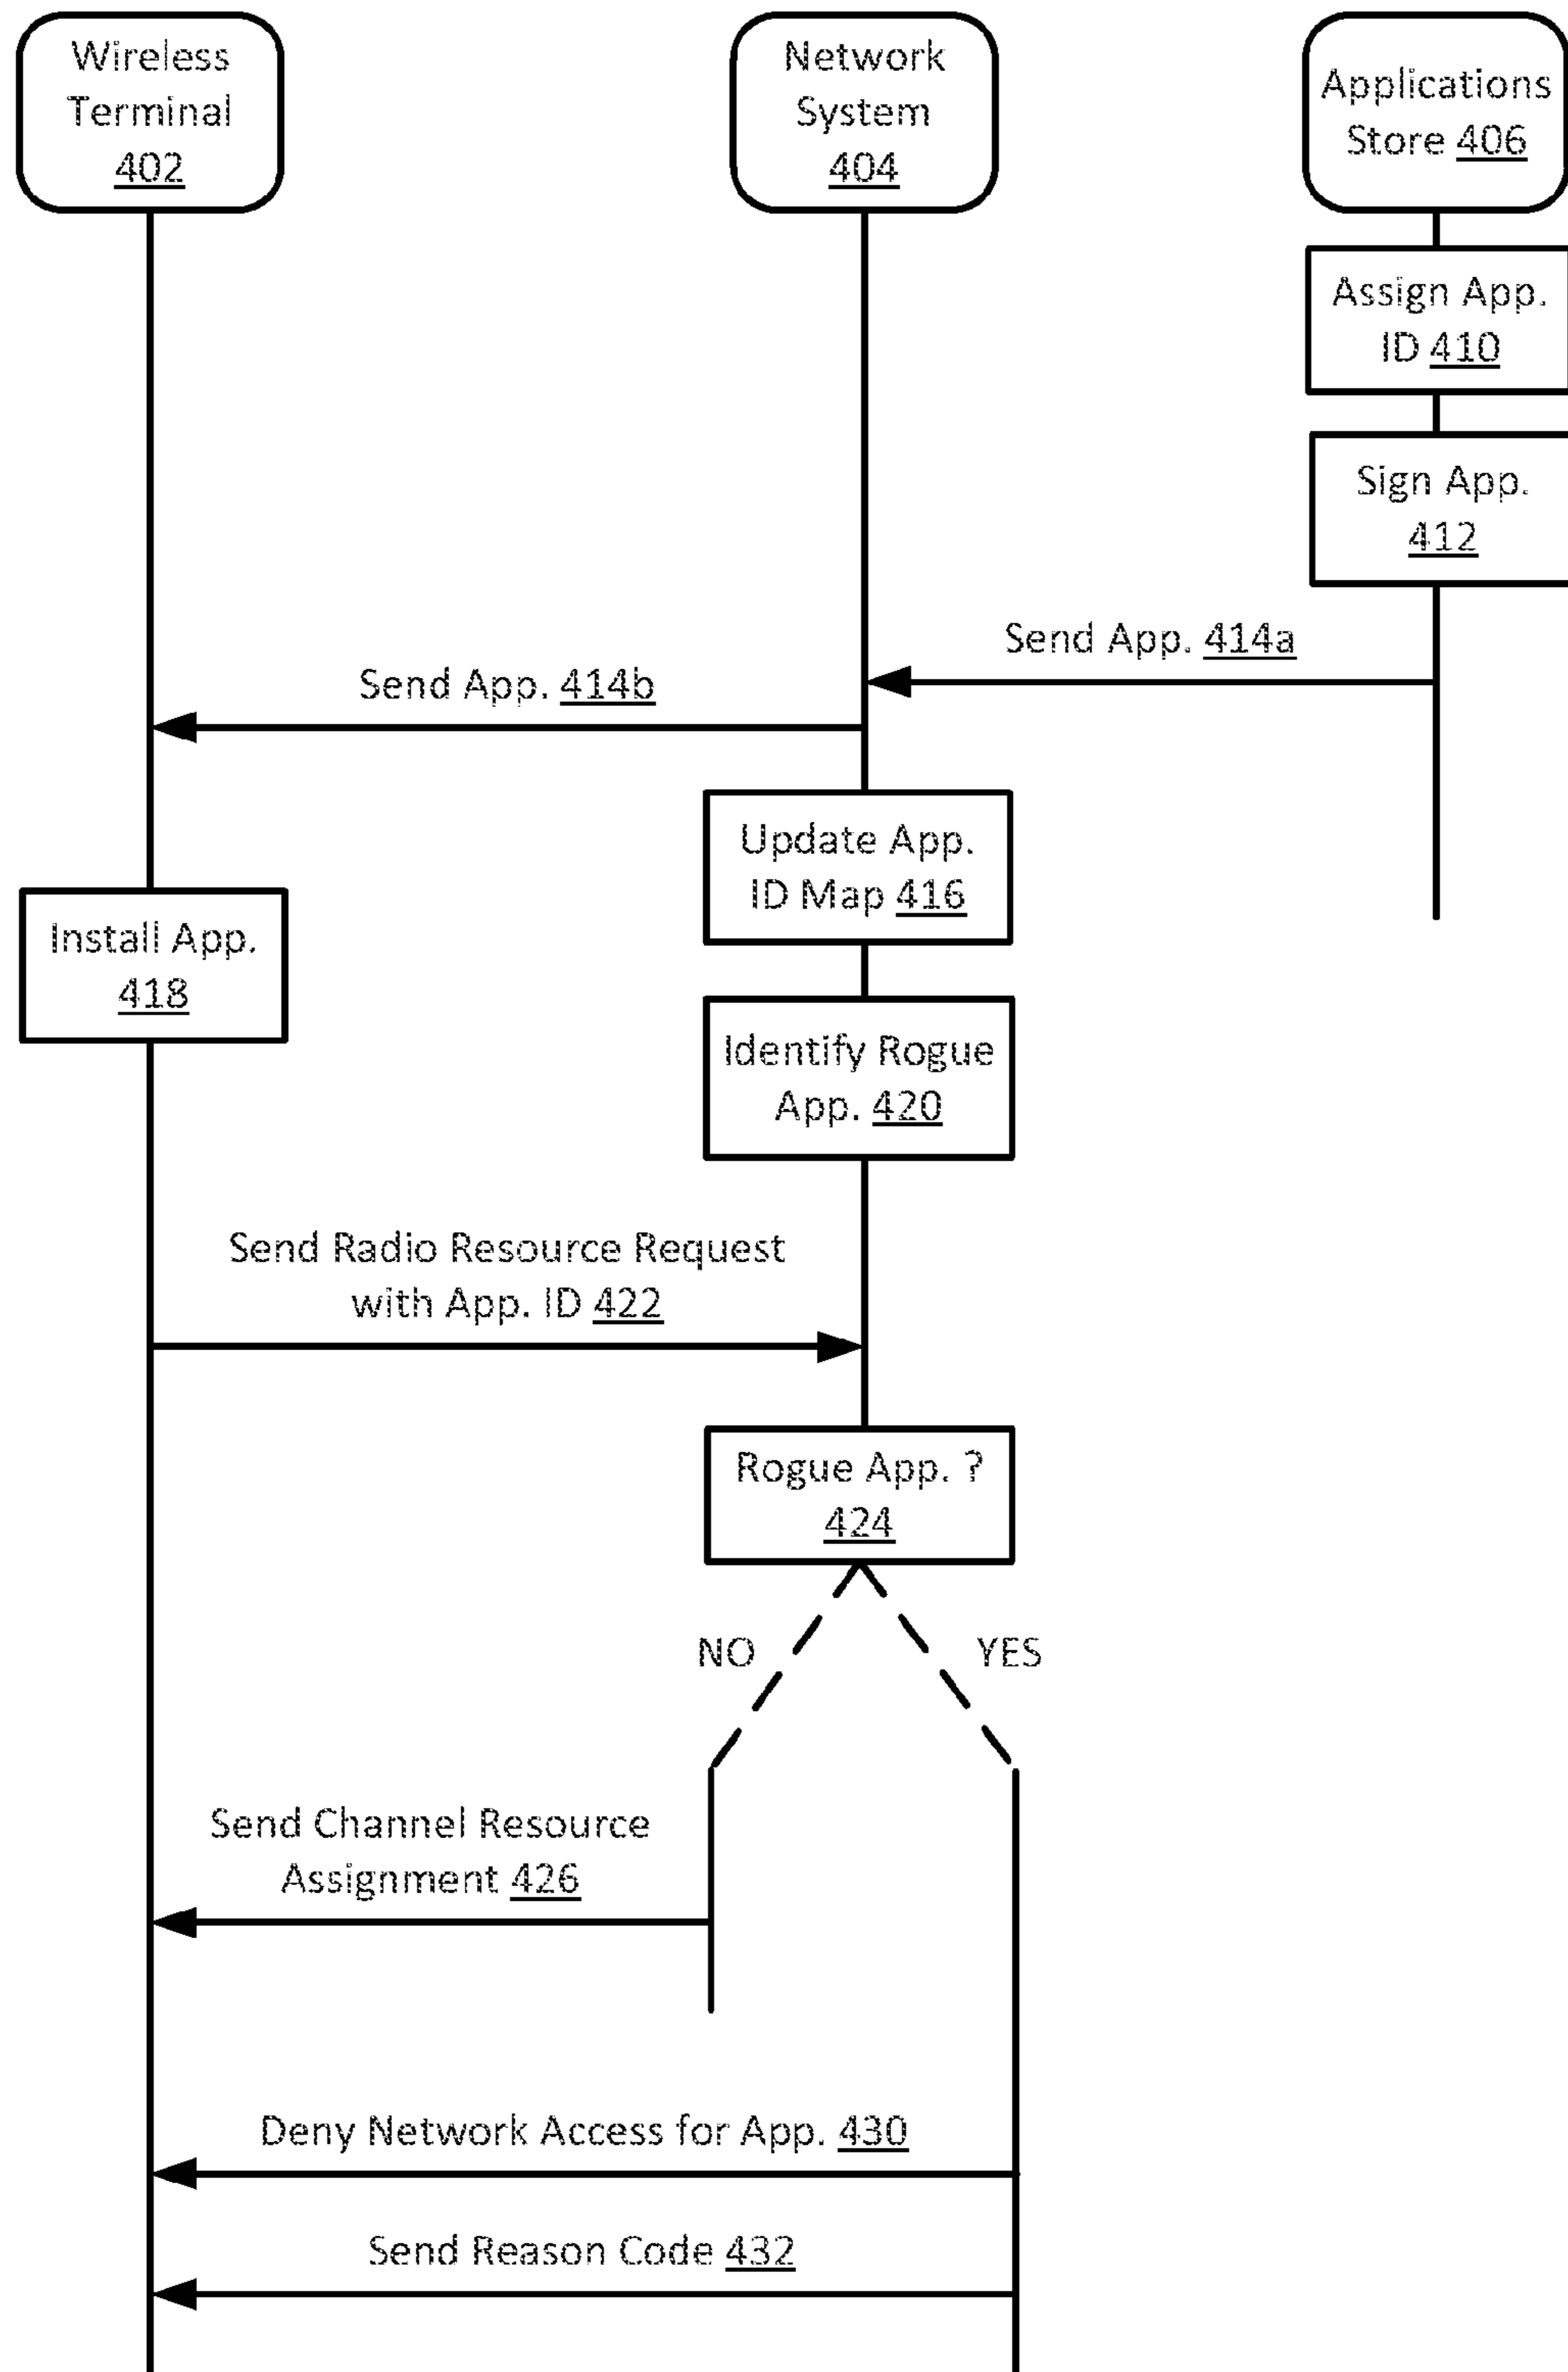 Wireless
Terminal
402
Network
System
404
Applications
Store 406
Assign App.
ID 410
Sign App.
412
Send App. 414a
Send App. 414b
Update App.
ID Map 416
Install App.
418
Identify Rogue
App. 420
Send Radio Resource Request
with App. ID 422
Rogue App. ?
424
NO
YES
Send Channel Resource
Assignment 426
Deny Network Access for App. 430
Send Reason Code 432